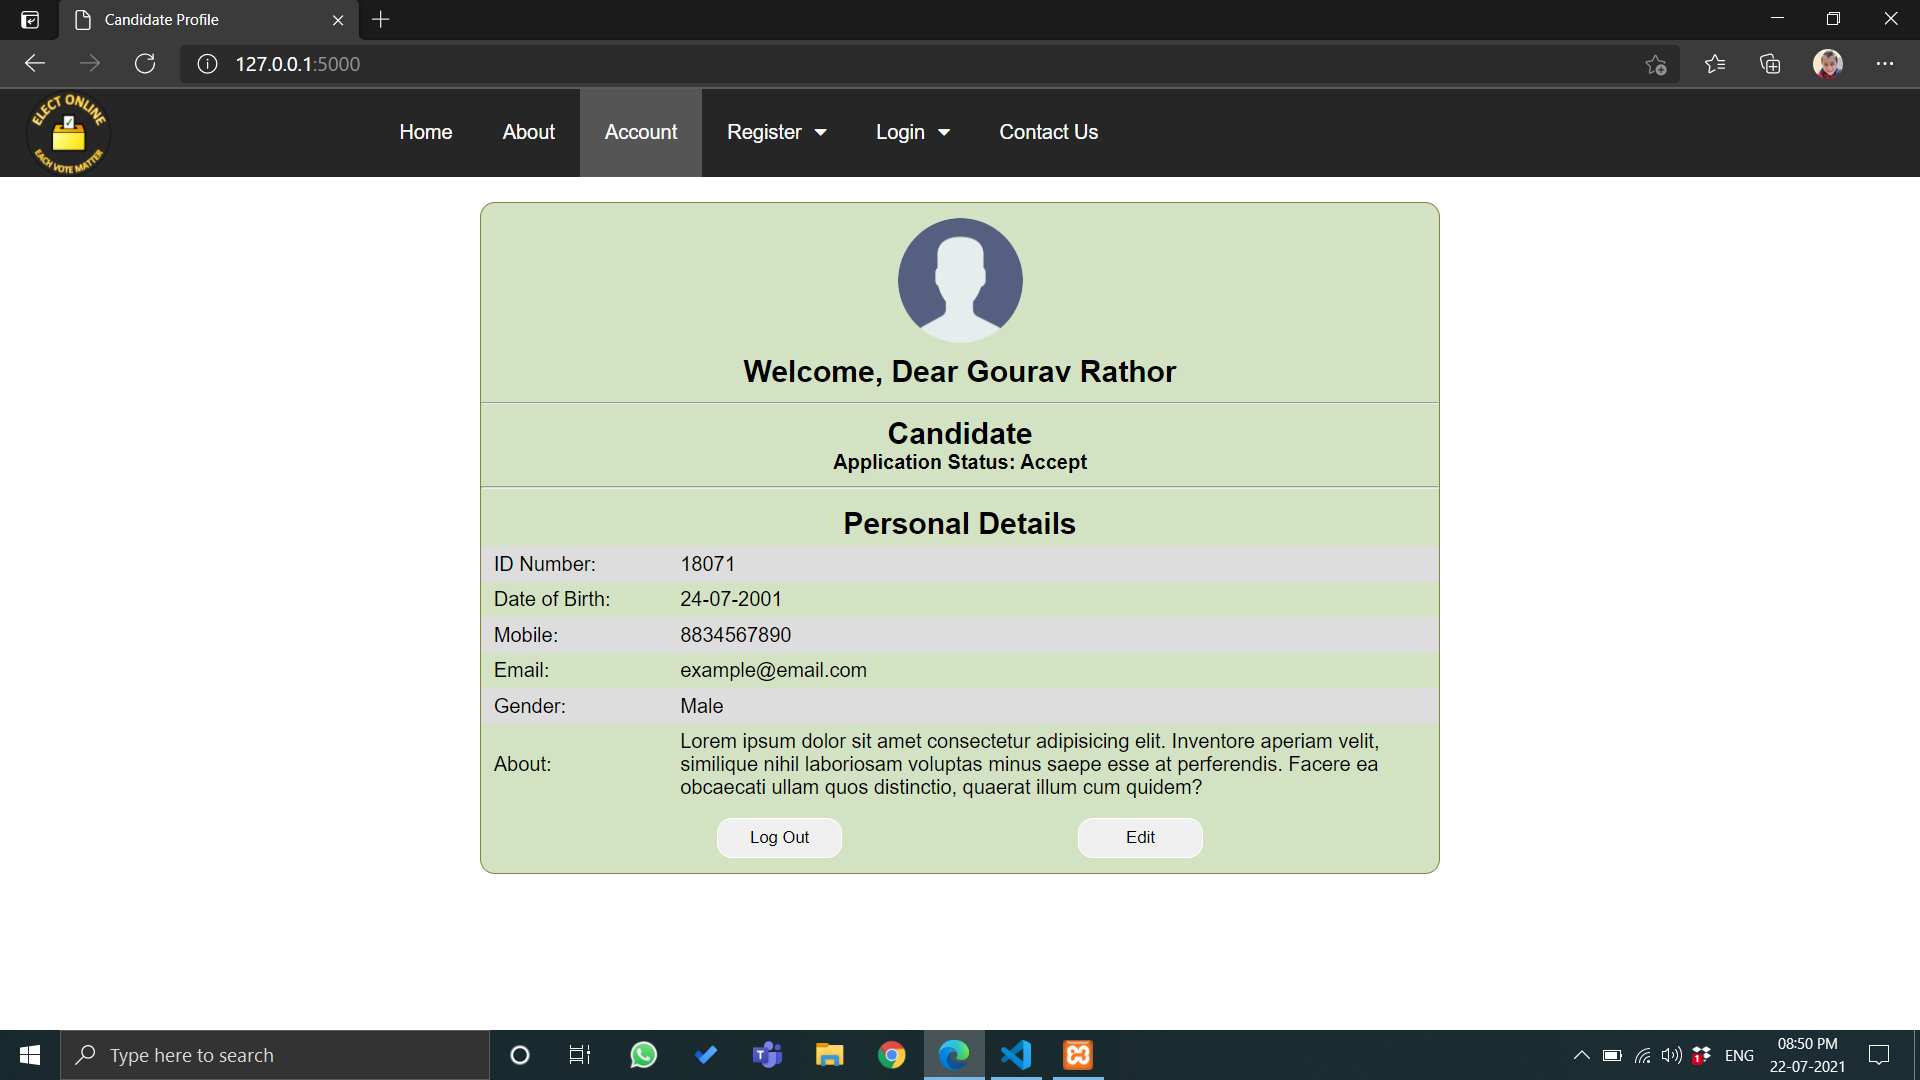 Candidate Profile
127.0.0.1:5000
ELECT ONLINE
EACH VOTE MATTER
Home
About
Account
Register
Login
Contact Us
Welcome, Dear Gourav Rathor
Candidate
Application Status: Accept
Personal Details
ID Number: 18071
Date of Birth: 24-07-2001
Mobile: 8834567890
Email: example@email.com
Gender: Male
About:
Lorem ipsum dolor sit amet consectetur adipisicing elit. Inventore aperiam velit,
similique nihil laboriosam voluptas minus saepe esse at perferendis. Facere ea
obcaecati ullam quos distinctio, quaerat illum cum quidem?
Log Out
Edit
Type here to search
1
ENG
08:50 PM
22-07-2021